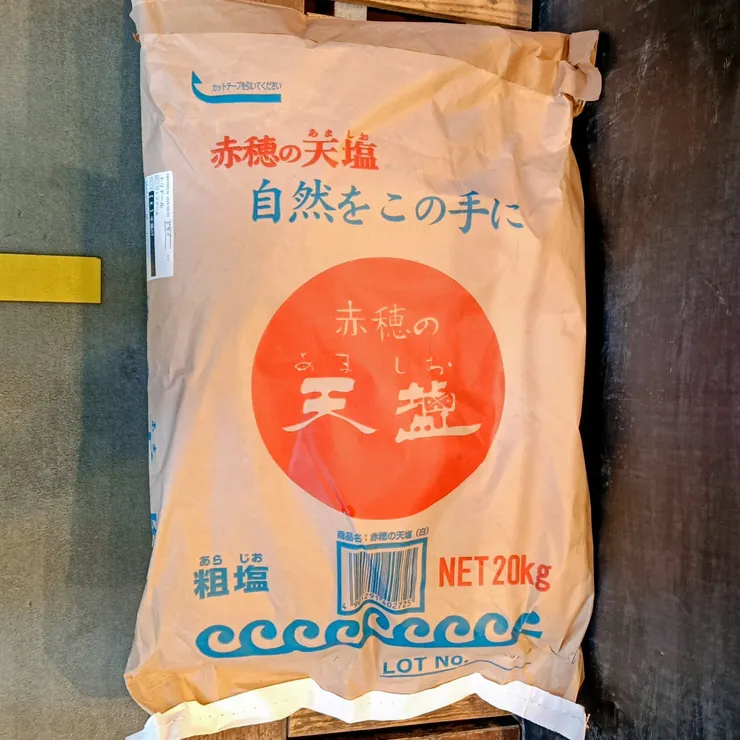 カットテープを引いてください
あま しお
赤穂の天塩
自然をこの手に
赤穂の
あま しお
天塩
商品名:赤穂の天塩(白)
あら じお
粗塩
NET 20kg
LOT No.